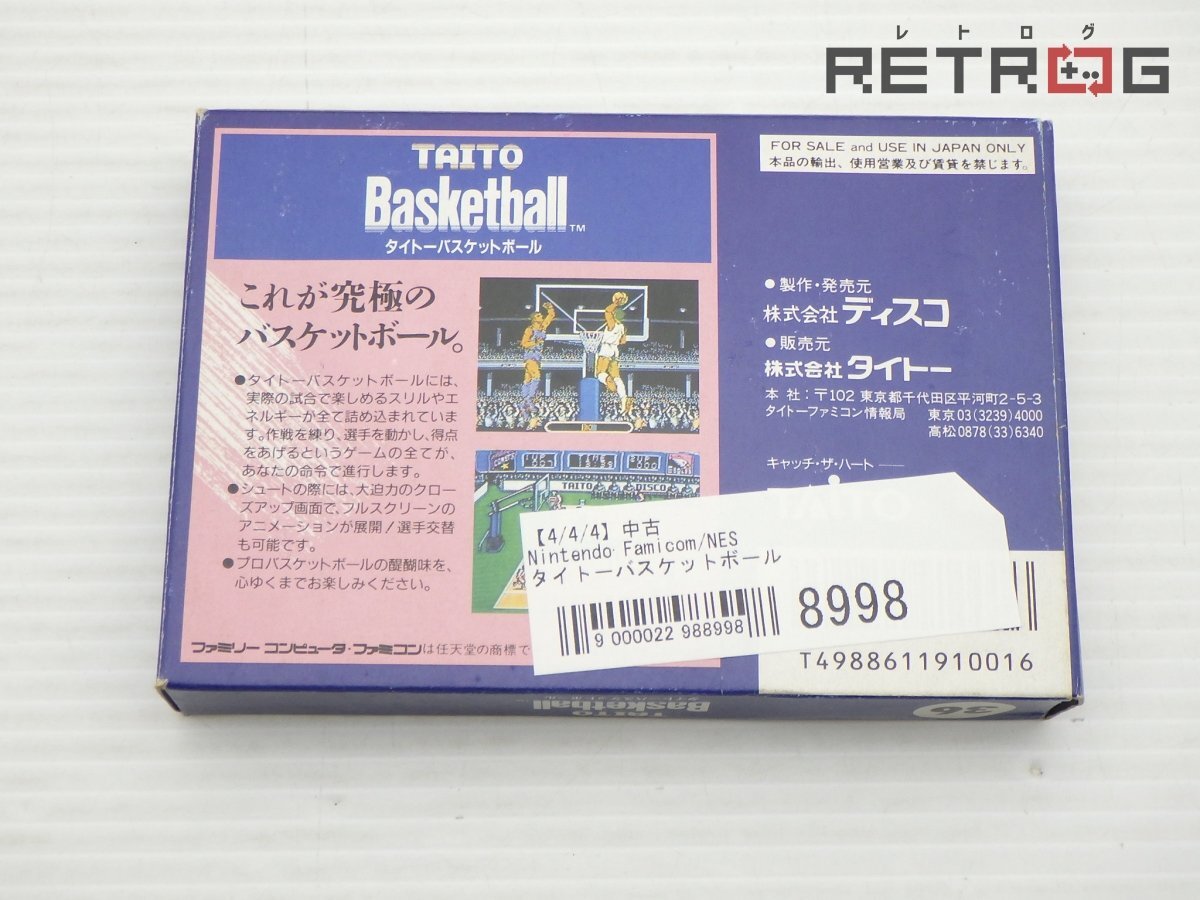 レトログ
RETROG
TAITO
Basketball™
タイトーバスケットボール
これが究極の
バスケットボール。
●タイトーバスケットボールには、
実際の試合で楽しめるスリルやエ
ネルギーが全て詰め込まれていま
す。作戦を練り、選手を動かし、得点
をあげるというゲームの全てが、
あなたの命令で進行します。
●シュートの際には、大迫力のクロー
ズアップ画面で、フルスクリーンの
アニメーションが展開!選手交替
も可能です。
●プロバスケットボールの醍醐味を、
心ゆくまでお楽しみください。
ファミリーコンピュータ・ファミコンは任天堂の商標で
TAITO DISCO
FOR SALE and USE IN JAPAN ONLY
本品の輸出、使用営業及び賃貸を禁じます。
●製作・発売元
株式会社ディスコ
●販売元
株式会社タイトー
本社:〒102 東京都千代田区平河町2-5-3
タイトーファミコン情報局 東京03(3239)4000
高松0878(33)6340
キャッチ・ザ・ハート
【4/4/4】中古
Nintendo Famicom/NES
タイトーバスケットボール
9 000022 988998
8998
T4988611910016
TAITO
Basketball
36